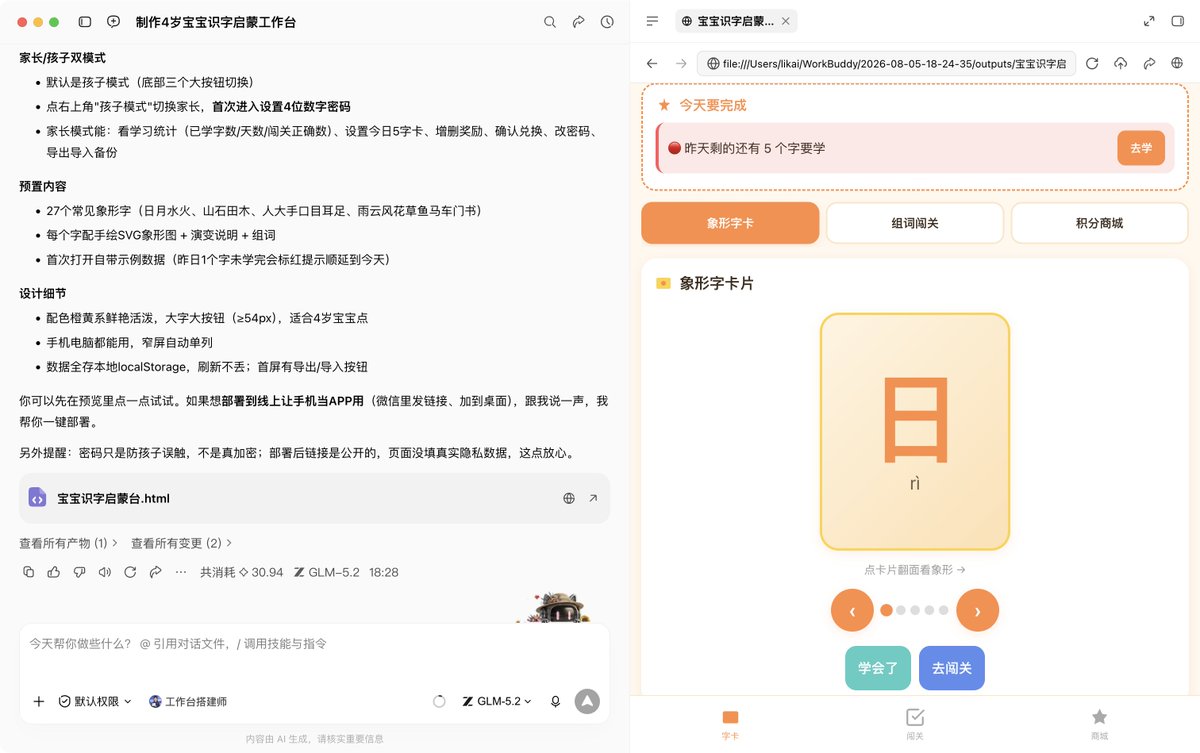 制作4岁宝宝识字启蒙工作台
家长/孩子双模式
默认是孩子模式（底部三个大按钮切换）
点右上角"孩子模式"切换家长，首次进入设置4位数字密码
家长模式能：看学习统计（已学字数/天数/闯关正确数）、设置今日5字卡、增删奖励、确认兑换、改密码、
导出导入备份
预置内容
27个常见象形字（日月水火、山石田木、人大手口目耳足、雨云风花草鱼马车门书）
每个字配手绘SVG象形图 + 演变说明 + 组词
首次打开自带示例数据（昨日1个字未学完会标红提示顺延到今天）
设计细节
配色橙黄系鲜艳活泼，大字大按钮（≥54px），适合4岁宝宝点
手机电脑都能用，窄屏自动单列
数据全存本地localStorage，刷新不丢；首屏有导出/导入按钮
你可以先在预览里点一点试试。如果想部署到线上让手机当APP用（微信里发链接、加到桌面），跟我说一声，我
帮你一键部署。
另外提醒：密码只是防孩子误触，不是真加密；部署后链接是公开的，页面没填真实隐私数据，这点放心。
宝宝识字启蒙台.html
查看所有产物 (1) 查看所有变更 (2)
共消耗 30.94 GLM-5.2 18:28
今天帮你做些什么？ @ 引用对话文件，/ 调用技能与指令
默认权限 工作台搭建师 GLM-5.2
内容由 AI 生成，请核实重要信息
宝宝识字启蒙...
file:///Users/likai/WorkBuddy/2026-08-05-18-24-35/outputs/宝宝识字启
今天要完成
昨天剩的还有 5 个字要学
去学
象形字卡 组词闯关 积分商城
象形字卡片
日
rì
点卡片翻面看象形 →
学会了 去闯关
字卡 闯关 商城